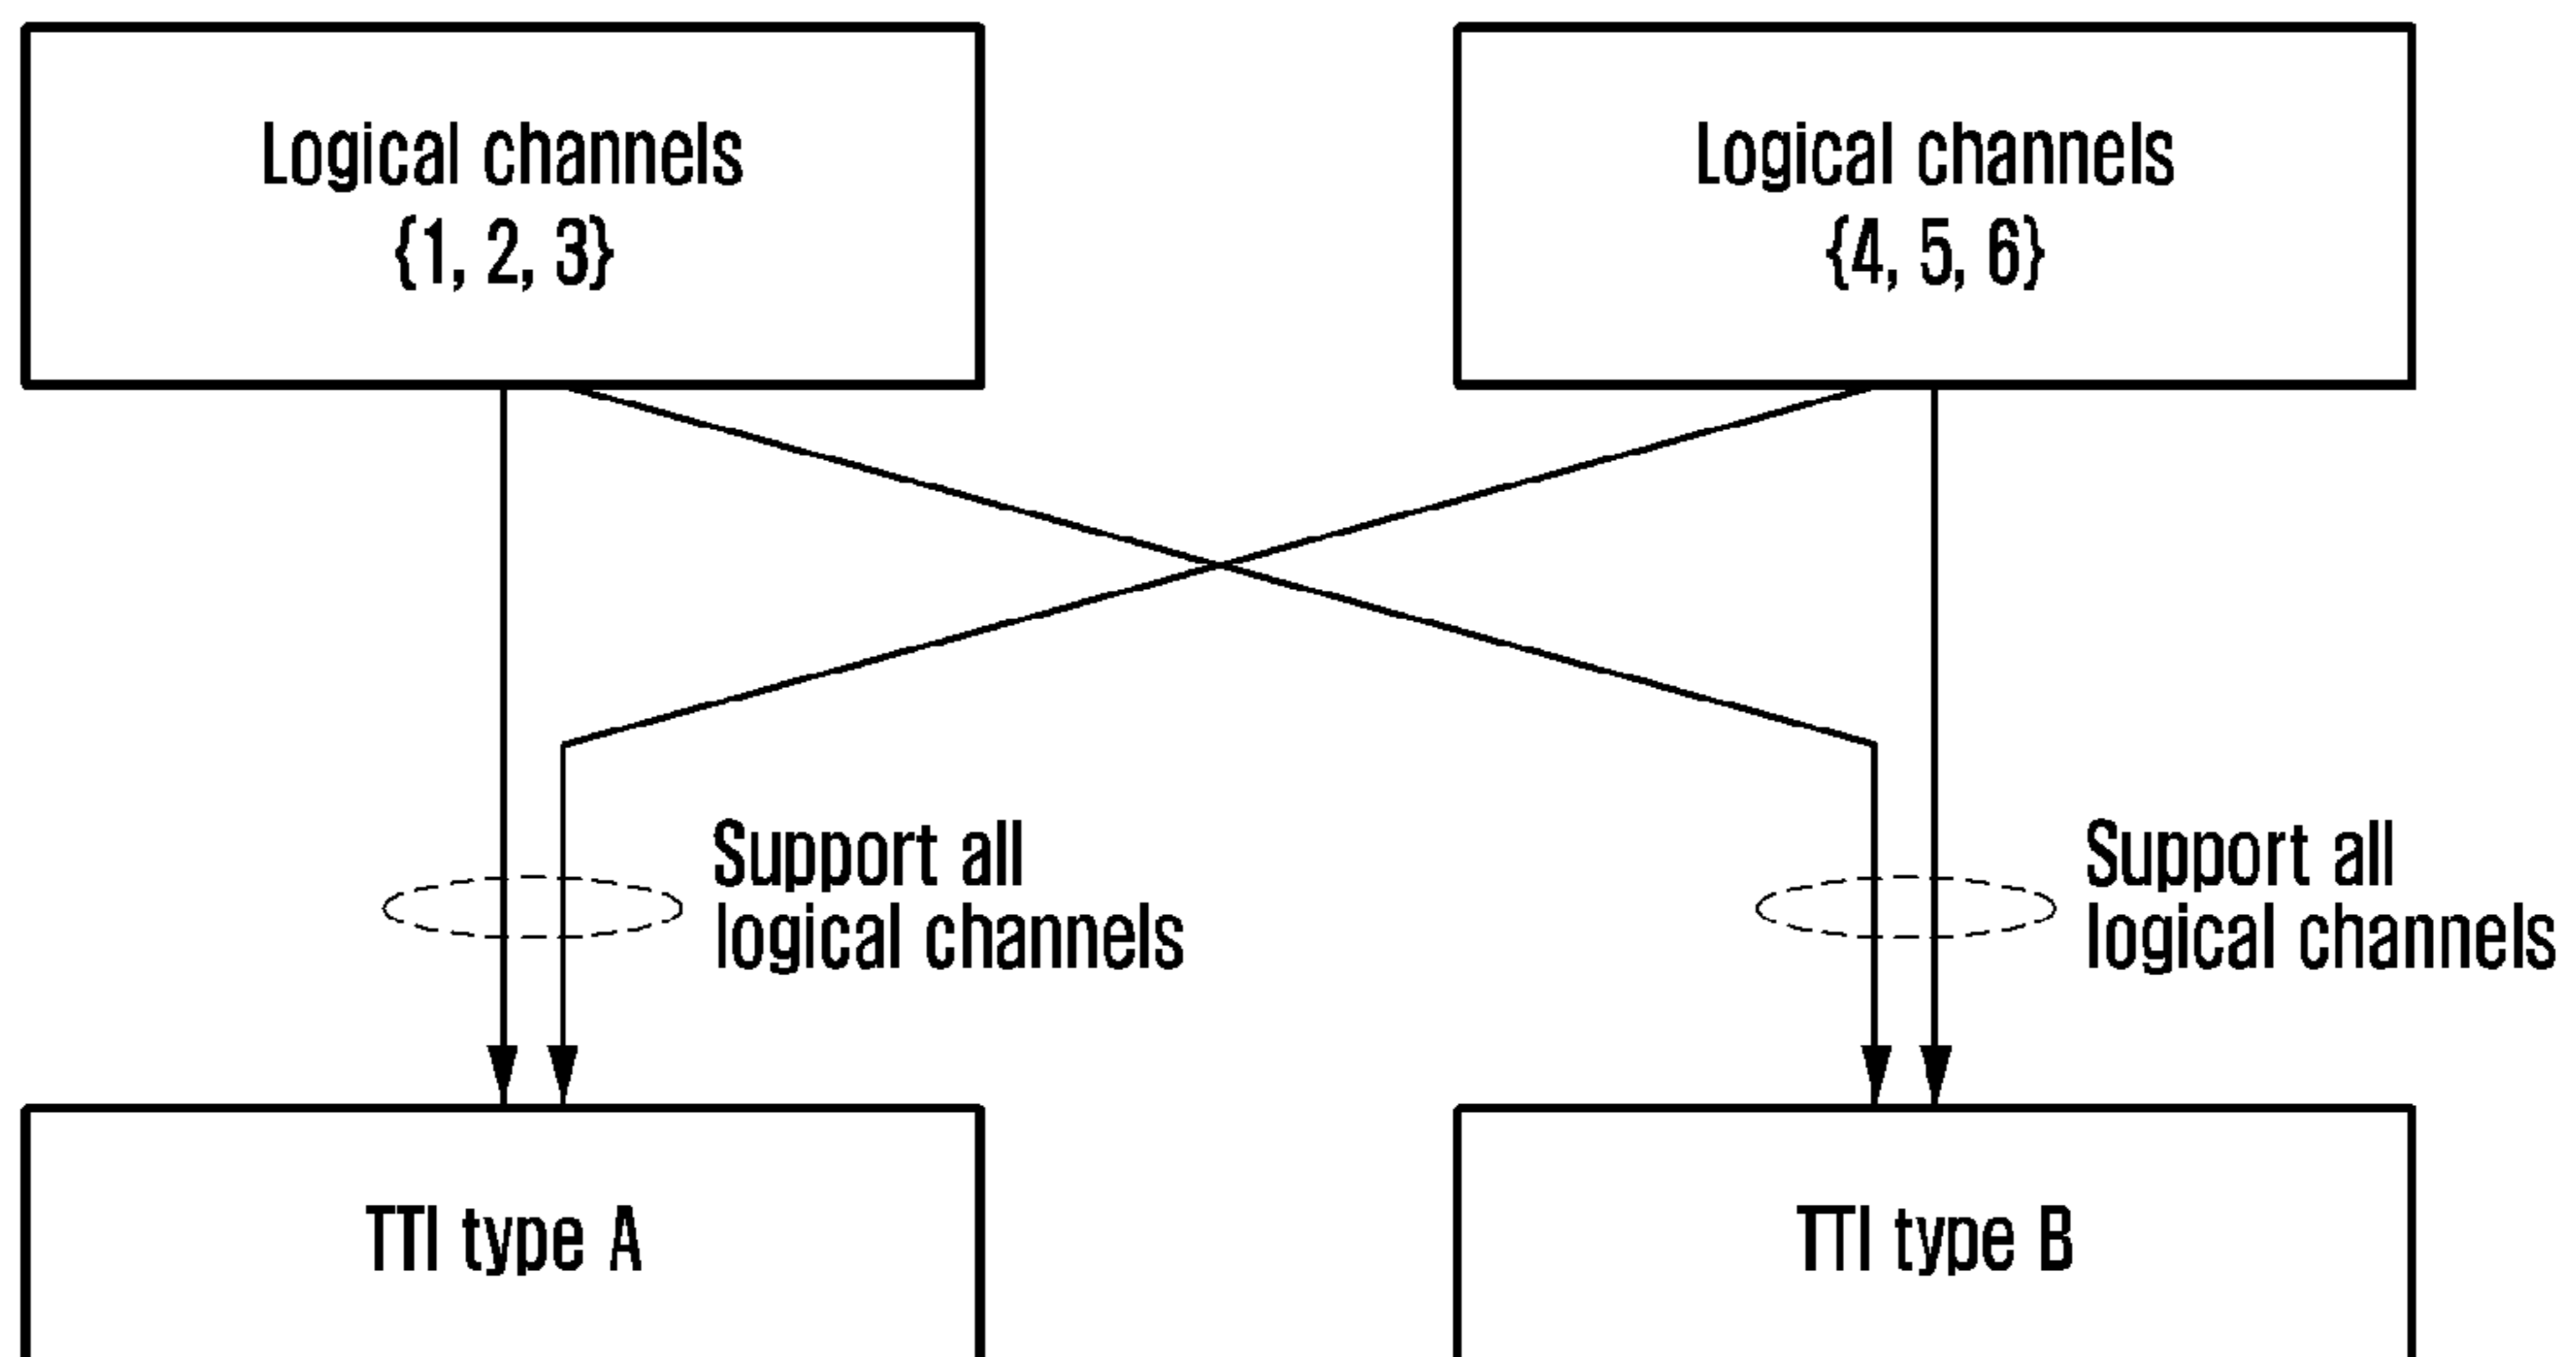 Logical channels
{1, 2, 3}
Logical channels
{4, 5, 6}
Support all
logical channels
Support all
logical channels
TTI type A
TTI type B